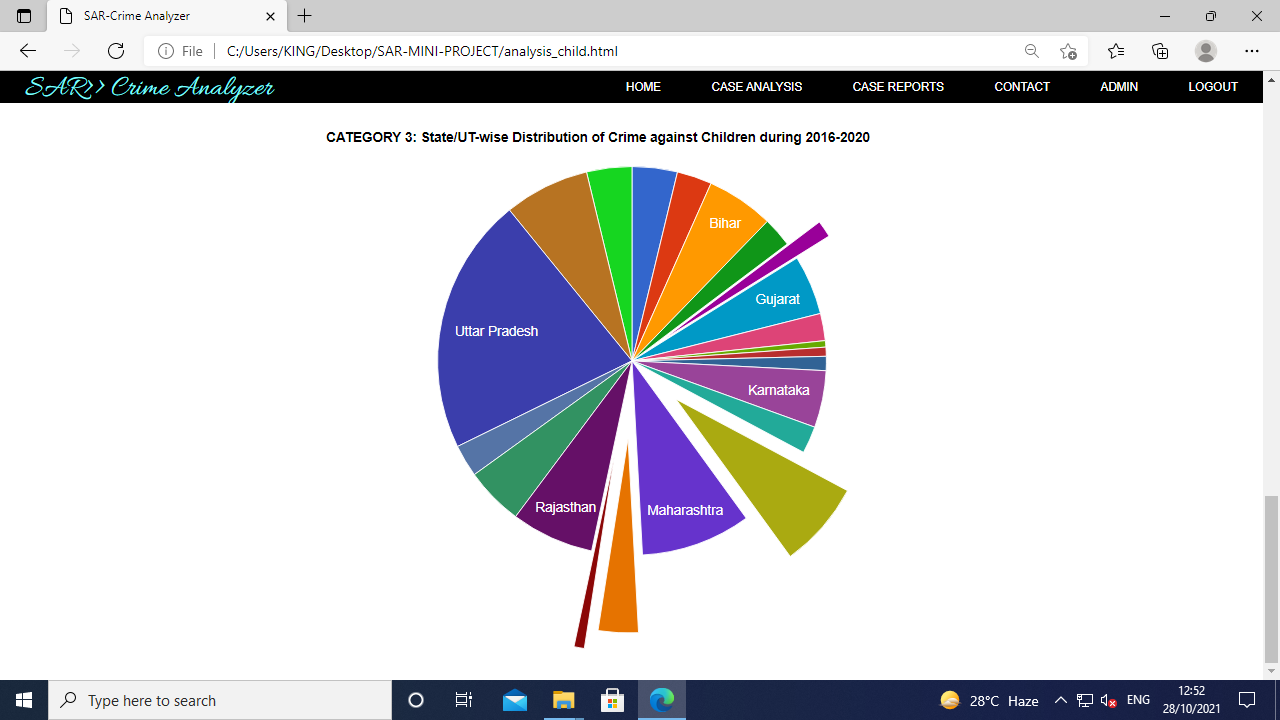 SAR-Crime Analyzer
File
C:/Users/KING/Desktop/SAR-MINI-PROJECT/analysis_child.html
SAR>> Crime Analyzer
HOME
CASE ANALYSIS
CASE REPORTS
CONTACT
ADMIN
LOGOUT
CATEGORY 3: State/UT-wise Distribution of Crime against Children during 2016-2020
Bihar
Gujarat
Uttar Pradesh
Karnataka
Rajasthan
Maharashtra
Type here to search
28°C Haze
ENG
12:52
28/10/2021